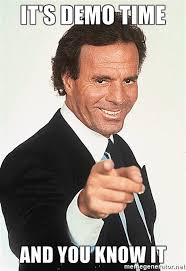 IT'S DEMO TIME
AND YOU KNOW IT
memegenerator.net